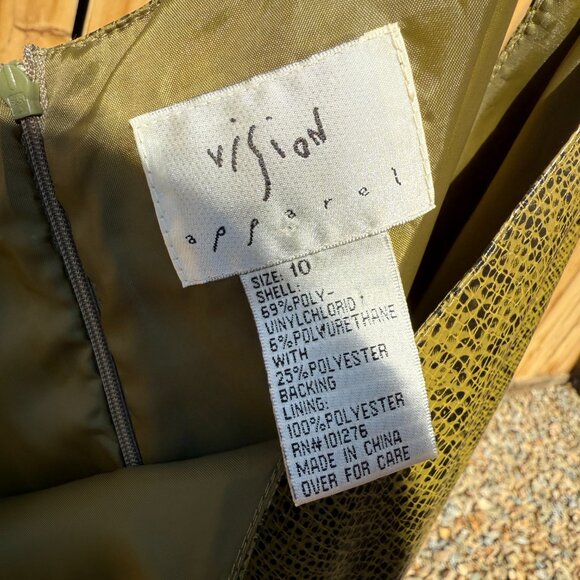 vision
apparel
SIZE: 10
SHELL:
69%POLY-
VINYLCHLORID
6%POLYURETHANE
WITH
25%POLYESTER
BACKING
LINING:
100%POLYESTER
RN#101276
MADE IN CHINA
OVER FOR CARE